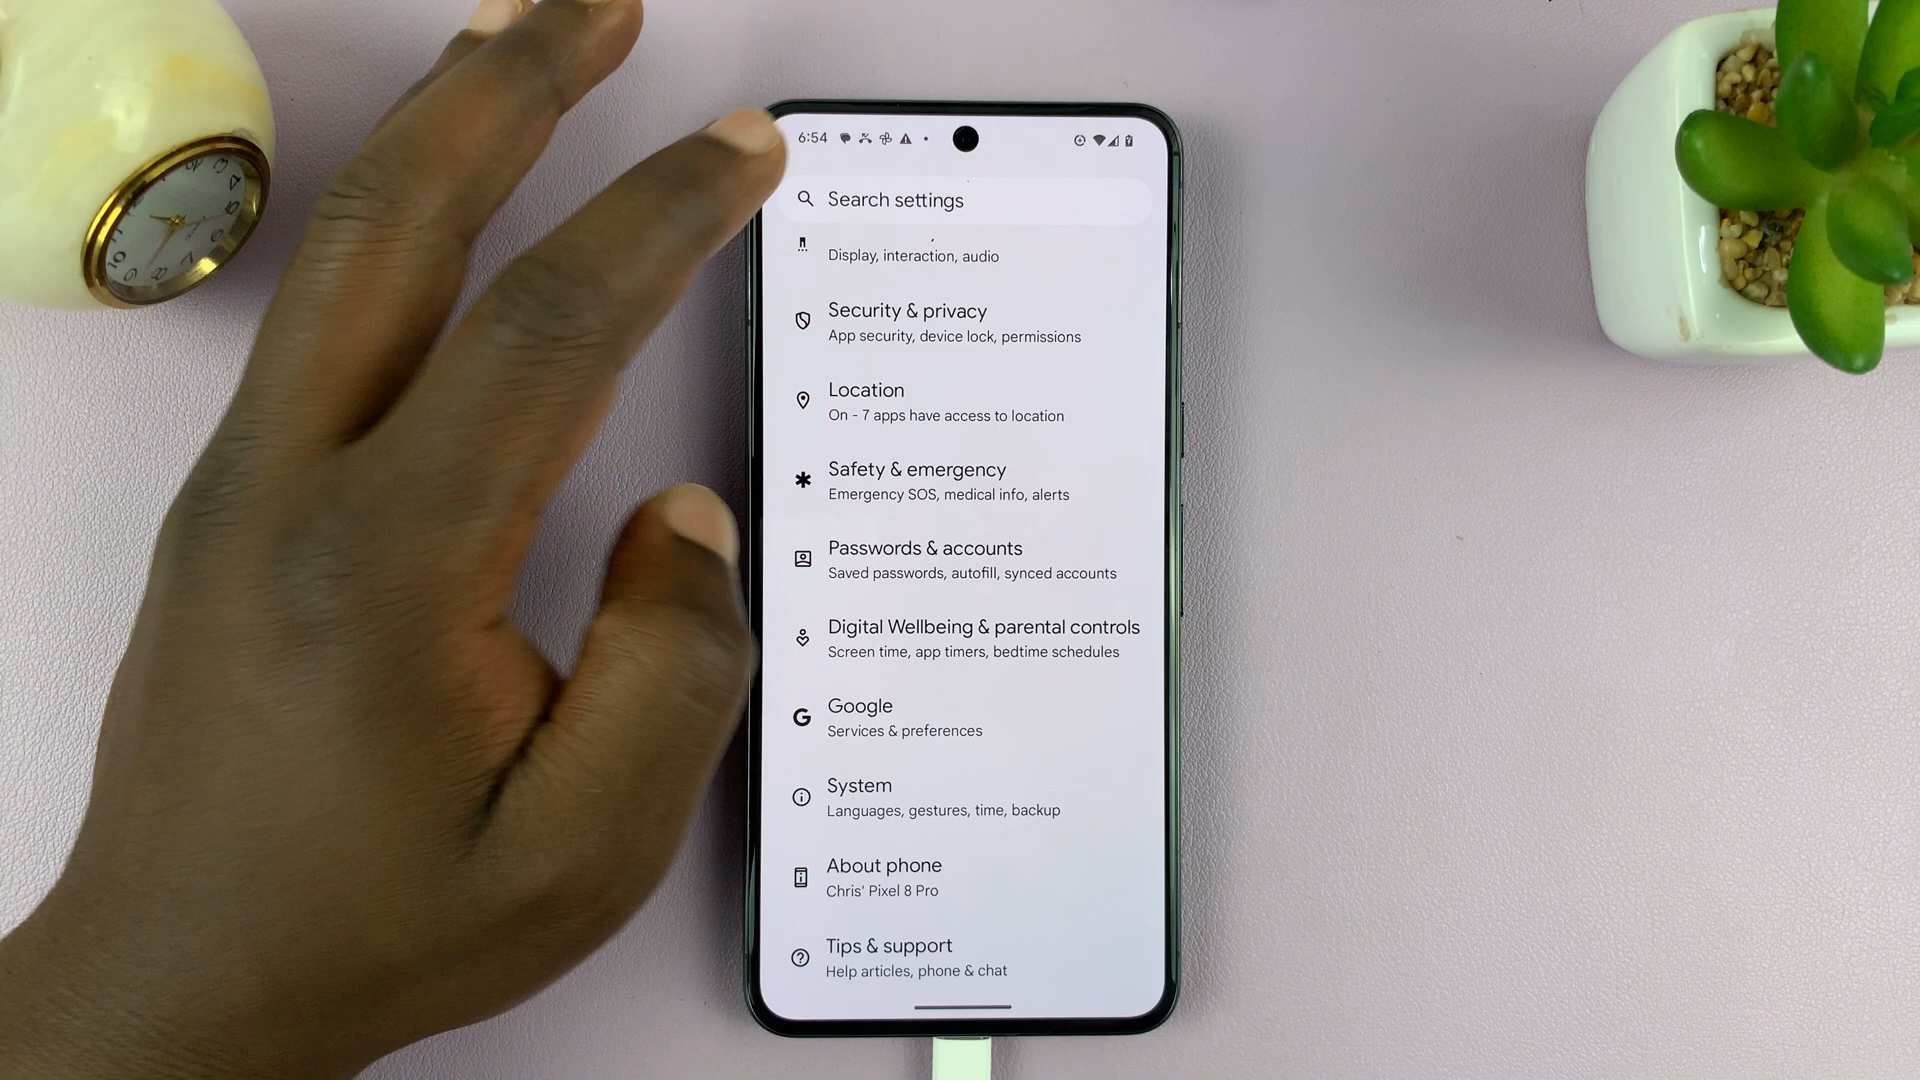 6:54
Search settings
Display, interaction, audio
Security & privacy
App security, device lock, permissions
Location
On - 7 apps have access to location
Safety & emergency
Emergency SOS, medical info, alerts
Passwords & accounts
Saved passwords, autofill, synced accounts
Digital Wellbeing & parental controls
Screen time, app timers, bedtime schedules
Google
Services & preferences
System
Languages, gestures, time, backup
About phone
Chris' Pixel 8 Pro
Tips & support
Help articles, phone & chat